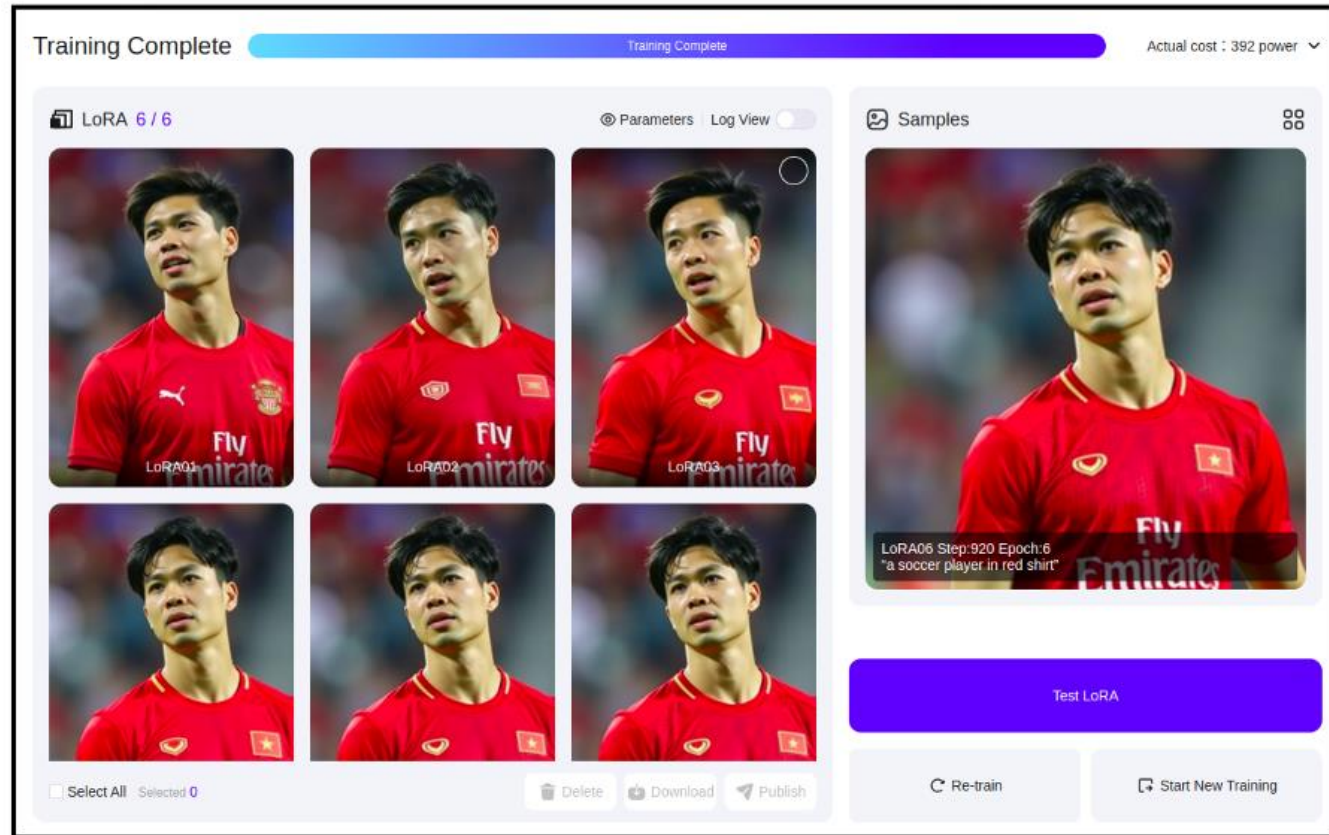 Training Complete
Training Complete
Actual cost : 392 power
LoRA 6 / 6
Parameters
Log View
Samples
Fly
Emirates
LoRA01
Fly
Emirates
LoRA02
Fly
Emirates
LoRA03
Fly
Emirates
LoRA06 Step:920 Epoch:6
"a soccer player in red shirt"
Test LoRA
Select All
Selected 0
Delete
Download
Publish
Re-train
Start New Training